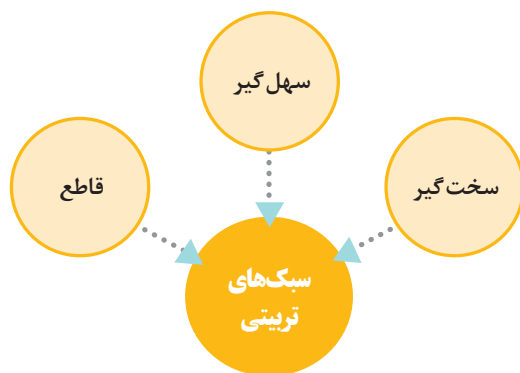 سهل‌گیر
سخت‌گیر
قاطع
سبک‌های
تربیتی